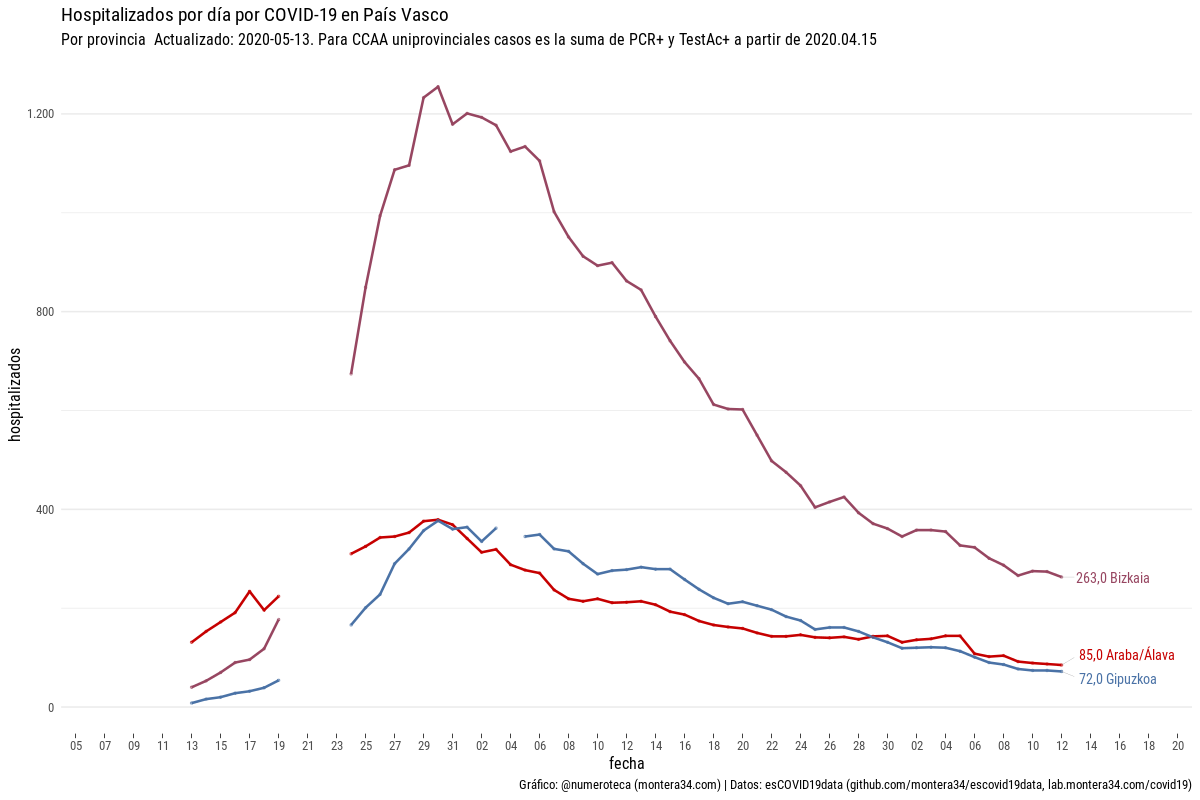 Hospitalizados por día por COVID-19 en País Vasco
Por provincia  Actualizado: 2020-05-13. Para CCAA uniprovinciales casos es la suma de PCR+ y TestAc+ a partir de 2020.04.15
1.200
800
400
0
hospitalizados
263,0 Bizkaia
85,0 Araba/Álava
72,0 Gipuzkoa
05 07 09 11 13 15 17 19 21 23 25 27 29 31 02 04 06 08 10 12 14 16 18 20 22 24 26 28 30 02 04 06 08 10 12 14 16 18 20
fecha
Gráfico: @numeroteca (montera34.com) | Datos: esCOVID19data (github.com/montera34/escovid19data, lab.montera34.com/covid19)